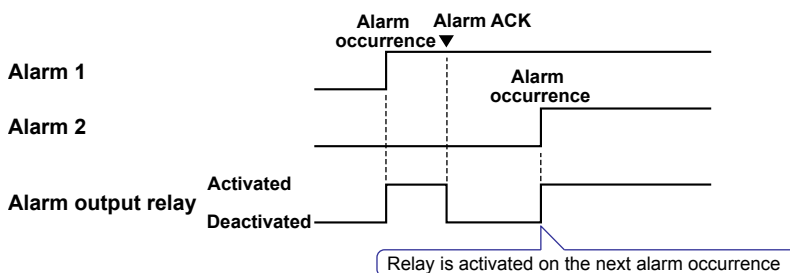 Alarm
occurrence
Alarm ACK
Alarm 1
Alarm
occurrence
Alarm 2
Activated
Alarm output relay
Deactivated
Relay is activated on the next alarm occurrence